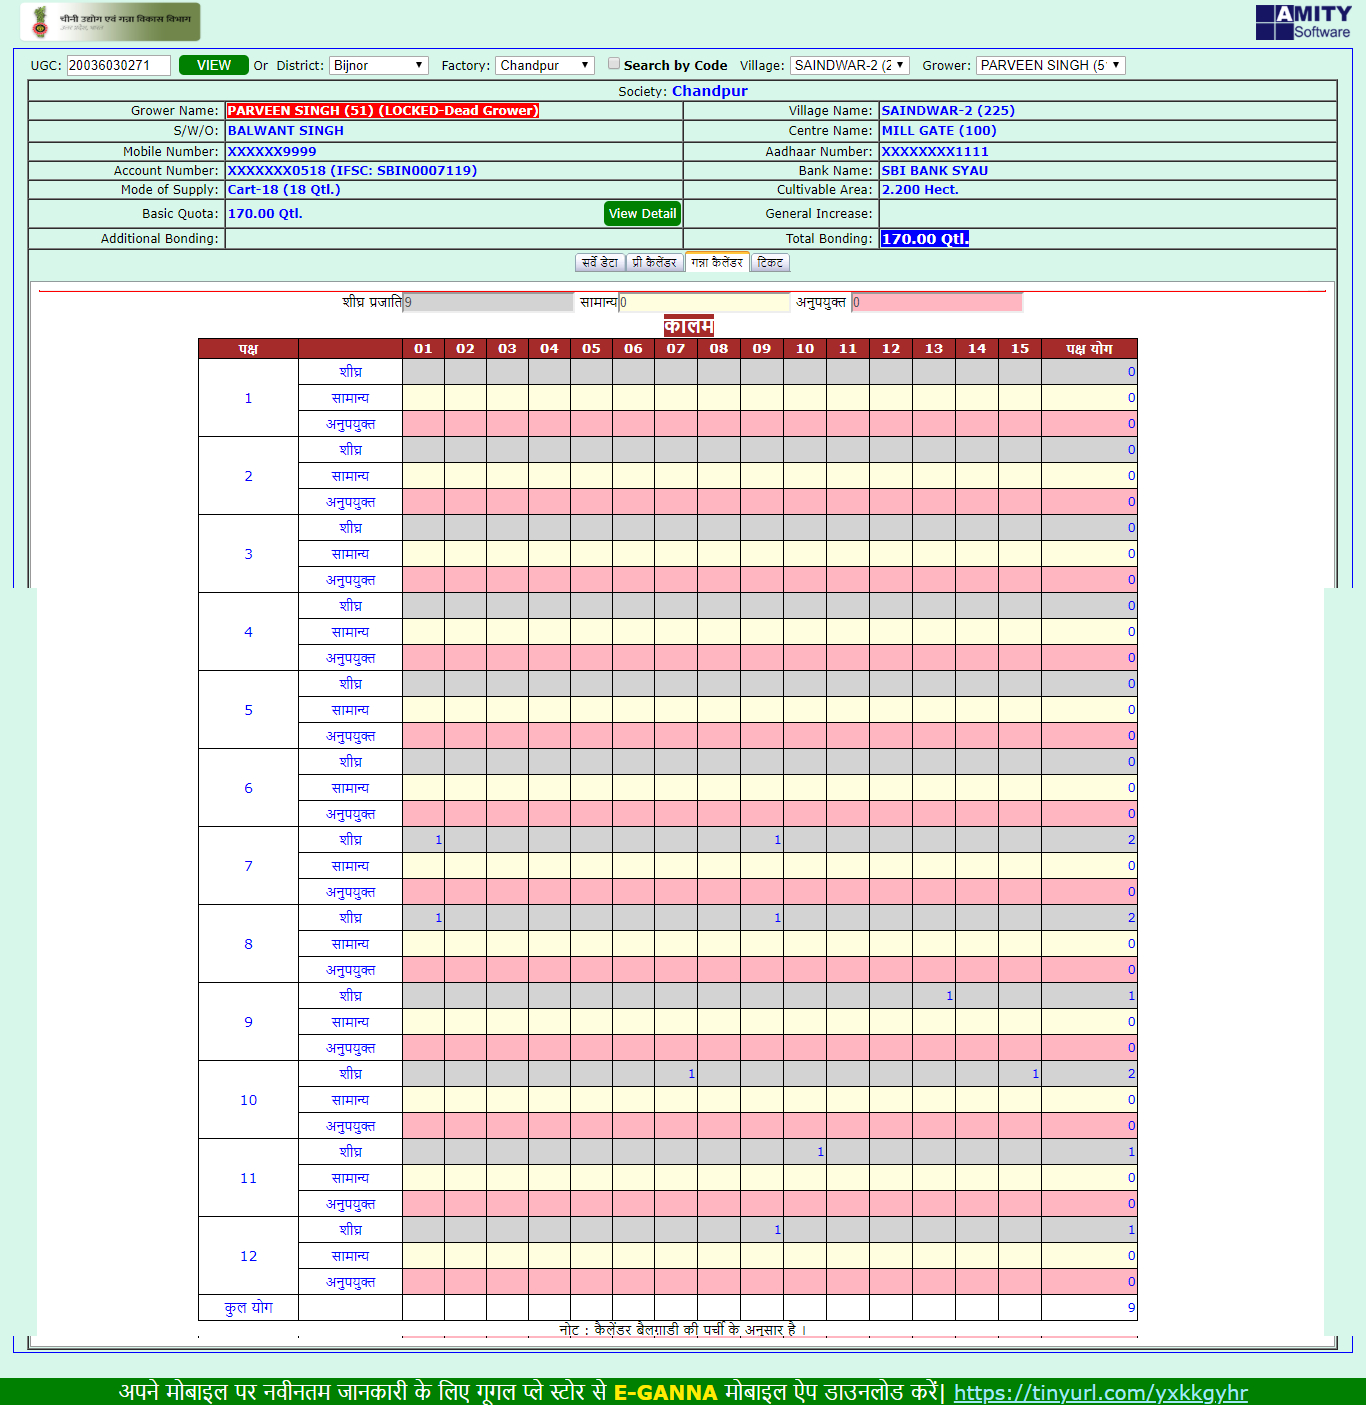 चीनी उद्योग एवं गन्ना विकास विभाग
उत्तर प्रदेश, भारत
AMITY
Software
UGC: 20036030271 VIEW Or District: Bijnor Factory: Chandpur Search by Code Village: SAINDWAR-2 (2 Grower: PARVEEN SINGH (5
Society: Chandpur
Grower Name: PARVEEN SINGH (51) (LOCKED-Dead Grower) Village Name: SAINDWAR-2 (225)
S/W/O: BALWANT SINGH Centre Name: MILL GATE (100)
Mobile Number: XXXXXX9999 Aadhaar Number: XXXXXXXX1111
Account Number: XXXXXXX0518 (IFSC: SBIN0007119) Bank Name: SBI BANK SYAU
Mode of Supply: Cart-18 (18 Qtl.) Cultivable Area: 2.200 Hect.
Basic Quota: 170.00 Qtl. View Detail General Increase:
Additional Bonding: Total Bonding: 170.00 Qtl.
सर्वे डेटा प्री कैलेंडर गन्ना कैलेंडर टिकट
शीघ्र प्रजाति 9 सामान्य 0 अनुपयुक्त 0
कालम
पक्ष 01 02 03 04 05 06 07 08 09 10 11 12 13 14 15 पक्ष योग
1 शीघ्र 0
सामान्य 0
अनुपयुक्त 0
2 शीघ्र 0
सामान्य 0
अनुपयुक्त 0
3 शीघ्र 0
सामान्य 0
अनुपयुक्त 0
4 शीघ्र 0
सामान्य 0
अनुपयुक्त 0
5 शीघ्र 0
सामान्य 0
अनुपयुक्त 0
6 शीघ्र 0
सामान्य 0
अनुपयुक्त 0
7 शीघ्र 1 1 2
सामान्य 0
अनुपयुक्त 0
8 शीघ्र 1 1 2
सामान्य 0
अनुपयुक्त 0
9 शीघ्र 1 1
सामान्य 0
अनुपयुक्त 0
10 शीघ्र 1 1 2
सामान्य 0
अनुपयुक्त 0
11 शीघ्र 1 1
सामान्य 0
अनुपयुक्त 0
12 शीघ्र 1 1
सामान्य 0
अनुपयुक्त 0
कुल योग 9
नोट : कैलेंडर बैलगाडी की पर्ची के अनुसार है ।
अपने मोबाइल पर नवीनतम जानकारी के लिए गूगल प्ले स्टोर से E-GANNA मोबाइल ऐप डाउनलोड करें| https://tinyurl.com/yxkkgyhr